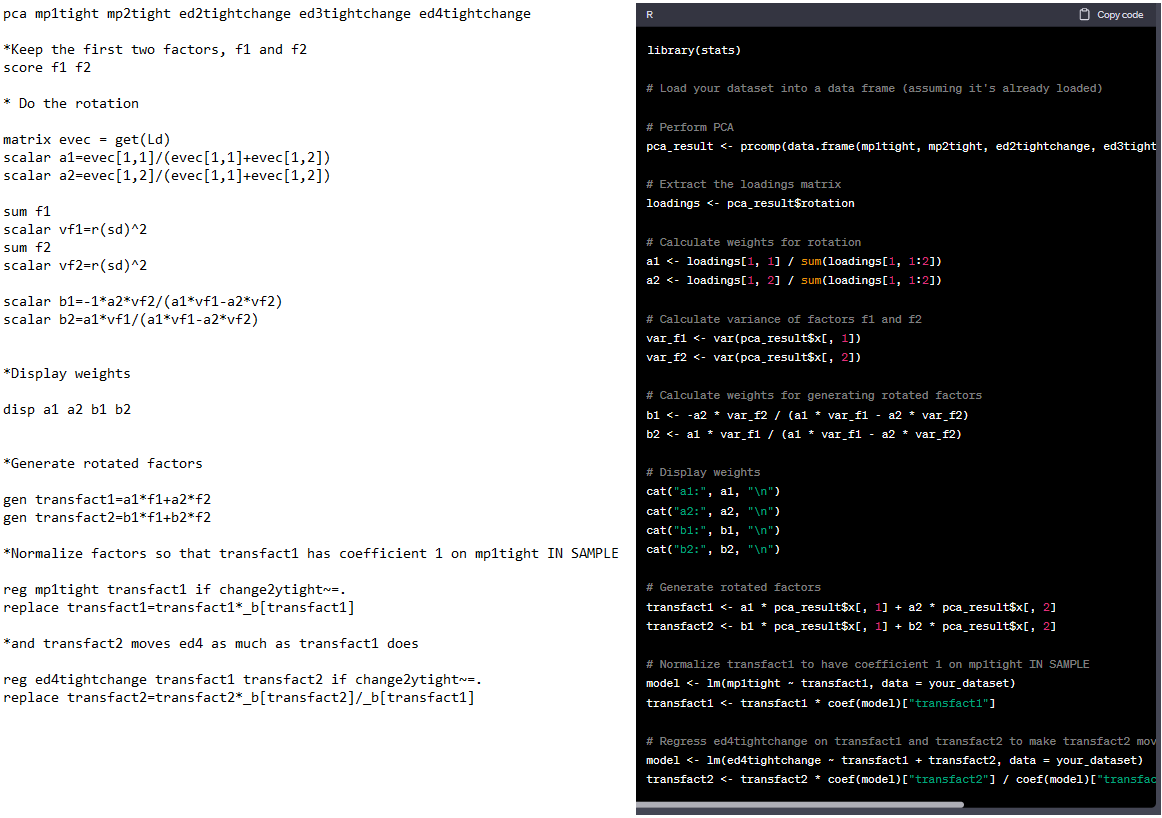 pca mp1tight mp2tight ed2tightchange ed3tightchange ed4tightchange
*Keep the first two factors, f1 and f2
score f1 f2
* Do the rotation
matrix evec = get(Ld)
scalar a1=evec[1,1]/(evec[1,1]+evec[1,2])
scalar a2=evec[1,2]/(evec[1,1]+evec[1,2])
sum f1
scalar vf1=r(sd)^2
sum f2
scalar vf2=r(sd)^2
scalar b1=-1*a2*vf2/(a1*vf1-a2*vf2)
scalar b2=a1*vf1/(a1*vf1-a2*vf2)
*Display weights
disp a1 a2 b1 b2
*Generate rotated factors
gen transfact1=a1*f1+a2*f2
gen transfact2=b1*f1+b2*f2
*Normalize factors so that transfact1 has coefficient 1 on mp1tight IN SAMPLE
reg mp1tight transfact1 if change2ytight~=.
replace transfact1=transfact1*_b[transfact1]
*and transfact2 moves ed4 as much as transfact1 does
reg ed4tightchange transfact1 transfact2 if change2ytight~=.
replace transfact2=transfact2*_b[transfact2]/_b[transfact1]
R
Copy code
library(stats)
# Load your dataset into a data frame (assuming it's already loaded)
# Perform PCA
pca_result <- prcomp(data.frame(mp1tight, mp2tight, ed2tightchange, ed3tight
# Extract the loadings matrix
loadings <- pca_result$rotation
# Calculate weights for rotation
a1 <- loadings[1, 1] / sum(loadings[1, 1:2])
a2 <- loadings[1, 2] / sum(loadings[1, 1:2])
# Calculate variance of factors f1 and f2
var_f1 <- var(pca_result$x[, 1])
var_f2 <- var(pca_result$x[, 2])
# Calculate weights for generating rotated factors
b1 <- -a2 * var_f2 / (a1 * var_f1 - a2 * var_f2)
b2 <- a1 * var_f1 / (a1 * var_f1 - a2 * var_f2)
# Display weights
cat("a1:", a1, "\n")
cat("a2:", a2, "\n")
cat("b1:", b1, "\n")
cat("b2:", b2, "\n")
# Generate rotated factors
transfact1 <- a1 * pca_result$x[, 1] + a2 * pca_result$x[, 2]
transfact2 <- b1 * pca_result$x[, 1] + b2 * pca_result$x[, 2]
# Normalize transfact1 to have coefficient 1 on mp1tight IN SAMPLE
model <- lm(mp1tight ~ transfact1, data = your_dataset)
transfact1 <- transfact1 * coef(model)["transfact1"]
# Regress ed4tightchange on transfact1 and transfact2 to make transfact2 mov
model <- lm(ed4tightchange ~ transfact1 + transfact2, data = your_dataset)
transfact2 <- transfact2 * coef(model)["transfact2"] / coef(model)["transfac